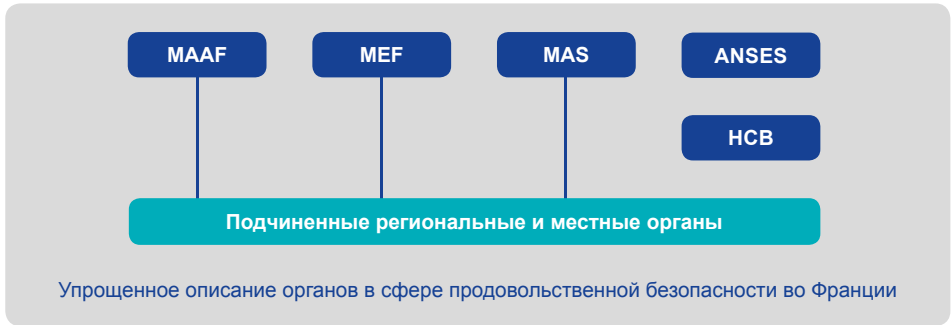 MAAF
MEF
MAS
ANSES
HCB
Подчиненные региональные и местные органы
Упрощенное описание органов в сфере продовольственной безопасности во Франции